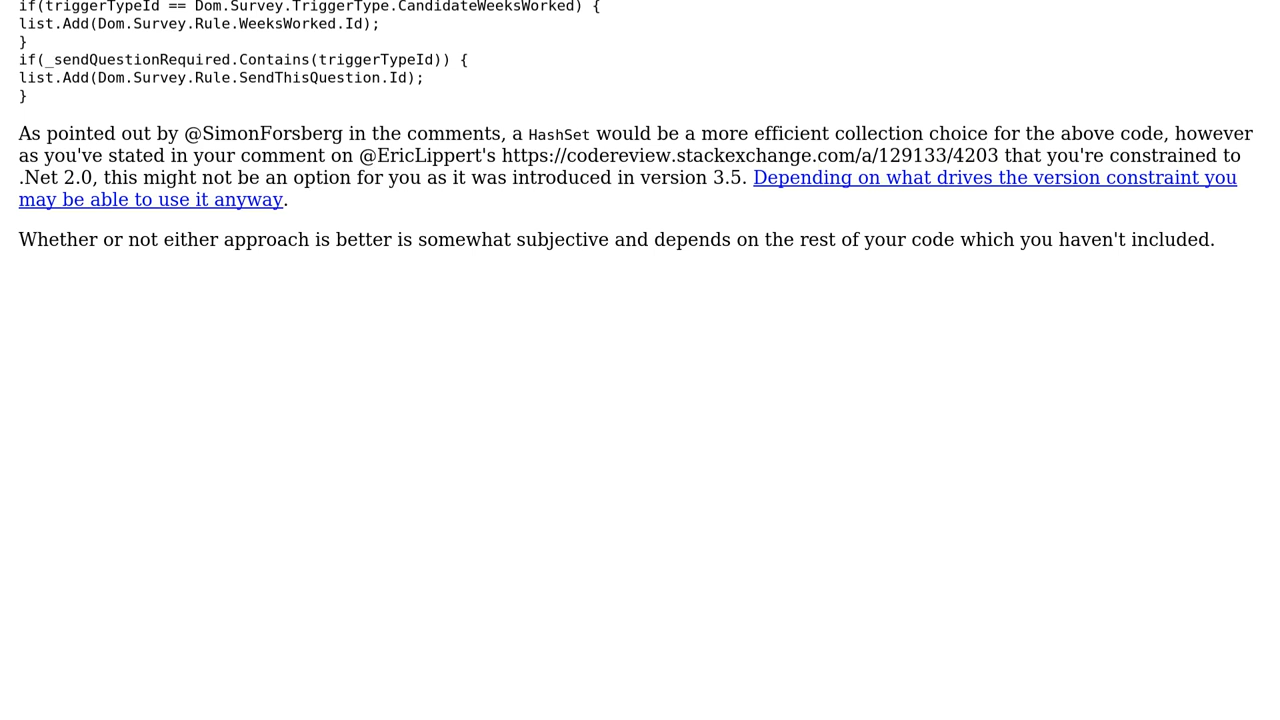 if(triggerTypeId == Dom.Survey.TriggerType.CandidateWeeksWorked) {
list.Add(Dom.Survey.Rule.WeeksWorked.Id);
}
if(_sendQuestionRequired.Contains(triggerTypeId)) {
list.Add(Dom.Survey.Rule.SendThisQuestion.Id);
}
As pointed out by @SimonForsberg in the comments, a HashSet would be a more efficient collection choice for the above code, however
as you've stated in your comment on @EricLippert's https://codereview.stackexchange.com/a/129133/4203 that you're constrained to
.Net 2.0, this might not be an option for you as it was introduced in version 3.5. Depending on what drives the version constraint you
may be able to use it anyway.
Whether or not either approach is better is somewhat subjective and depends on the rest of your code which you haven't included.